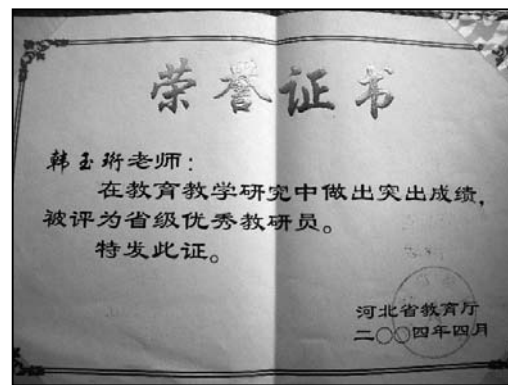 荣誉证书
韩玉珩老师：
在教育教学研究中做出突出成绩，
被评为省级优秀教研员。
特发此证。
河北省教育厅
二〇〇四年四月